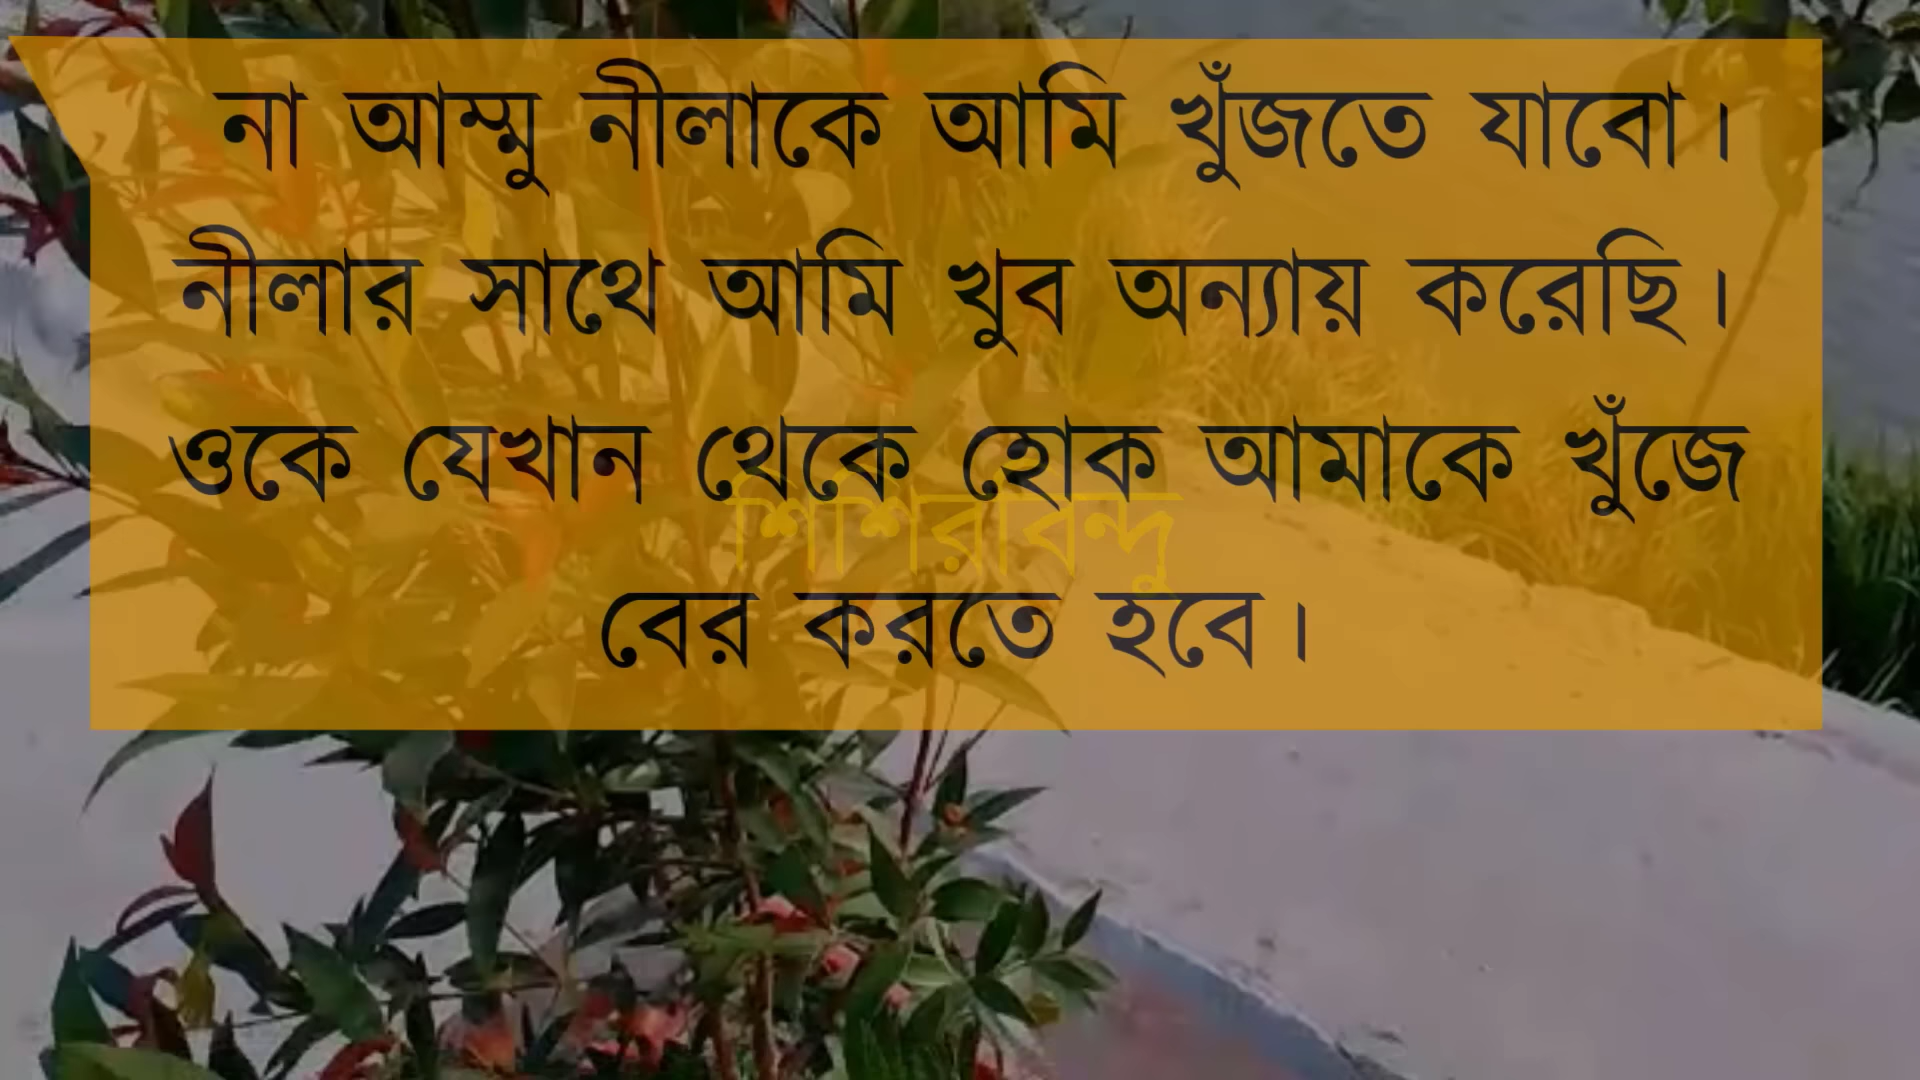 না আম্মু নীলাকে আমি খুঁজতে যাবো।
নীলার সাথে আমি খুব অন্যায় করেছি।
ওকে যেখান থেকে হোক আমাকে খুঁজে
শিশিরবিন্দু
বের করতে হবে।